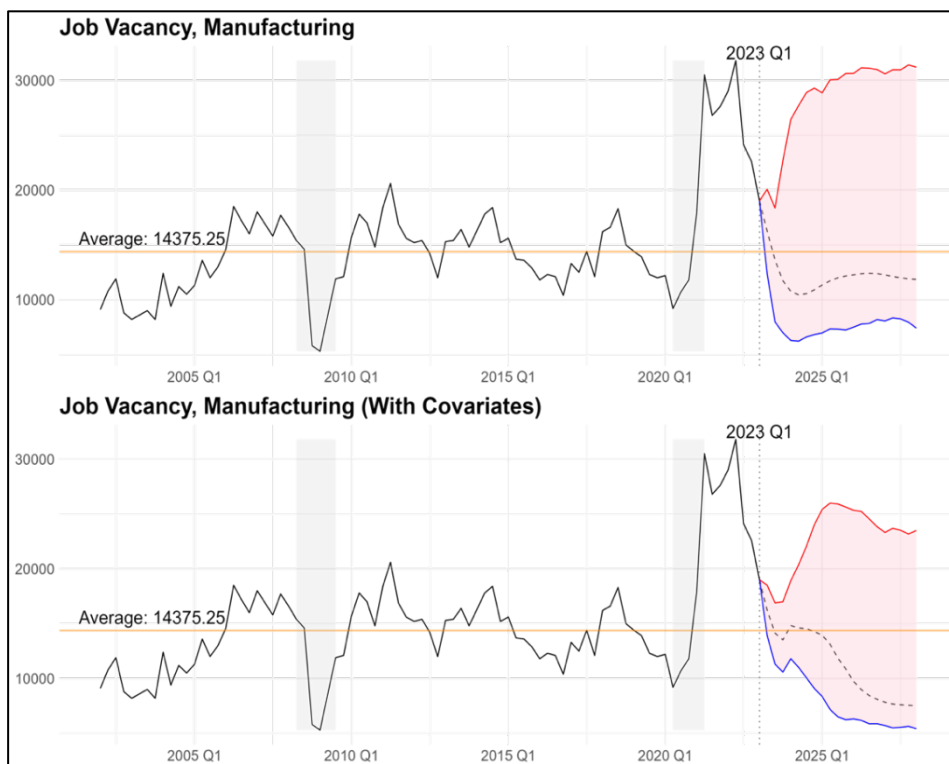 Job Vacancy, Manufacturing
2023 Q1
30000
20000
Average: 14375.25
10000
2005 Q1 2010 Q1 2015 Q1 2020 Q1 2025 Q1
Job Vacancy, Manufacturing (With Covariates)
2023 Q1
30000
20000
Average: 14375.25
10000
2005 Q1 2010 Q1 2015 Q1 2020 Q1 2025 Q1